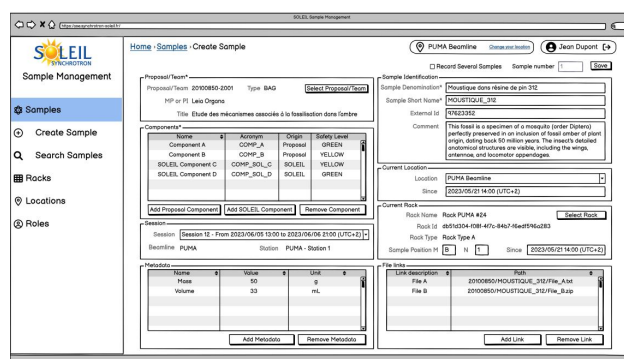 SOLEIL Sample Management
https://www.synchrotron-soleil.fr/
SOLEIL
SYNCHROTRON
Sample Management
Samples
Create Sample
Search Samples
Racks
Locations
Roles
Home > Samples > Create Sample
PUMA Beamline Change your location
Jean Dupont
Record Several Samples Sample number 1 Save
Proposal/Team*
Proposal/Team 20100850-2001 Type BAG Select Proposal/Team
MP or PI Leia Organa
Title Etude des mécanismes associés à la fossilisation dans l'ambre
Components*
Name Acronym Origin Safety Level
Component A COMP_A Proposal GREEN
Component B COMP_B Proposal YELLOW
SOLEIL Component C COMP_SOL_C SOLEIL YELLOW
SOLEIL Component D COMP_SOL_D SOLEIL GREEN
Add Proposal Component Add SOLEIL Component Remove Component
Session
Session Session 12 - From 2023/06/05 13:00 to 2023/06/06 21:00 (UTC+2)
Beamline PUMA Station PUMA - Station 1
Metadata
Name Value Unit
Mass 50 g
Volume 33 mL
Add Metadata Remove Metadata
Sample Identification
Sample Denomination* Moustique dans résine de pin 312
Sample Short Name* MOUSTIQUE_312
External Id 97623352
Comment This fossil is a specimen of a mosquito (order Diptera)
perfectly preserved in an inclusion of fossil amber of plant
origin, dating back 50 million years. The insect's detailed
anatomical structures are visible, including the wings,
antennae, and locomotor appendages.
Current Location
Location PUMA Beamline
Since 2023/05/21 14:00 (UTC+2)
Current Rack
Rack Name Rack PUMA #24 Select Rack
Rack Id db51d304-f08f-4f7c-84b7-f6edf596a283
Rack Type Rack Type A
Sample Position M B N 1 Since 2023/05/21 14:00 (UTC+2)
File links
Link description Path
File A 20100850/MOUSTIQUE_312/File_A.txt
File B 20100850/MOUSTIQUE_312/File_B.zip
Add Link Remove Link